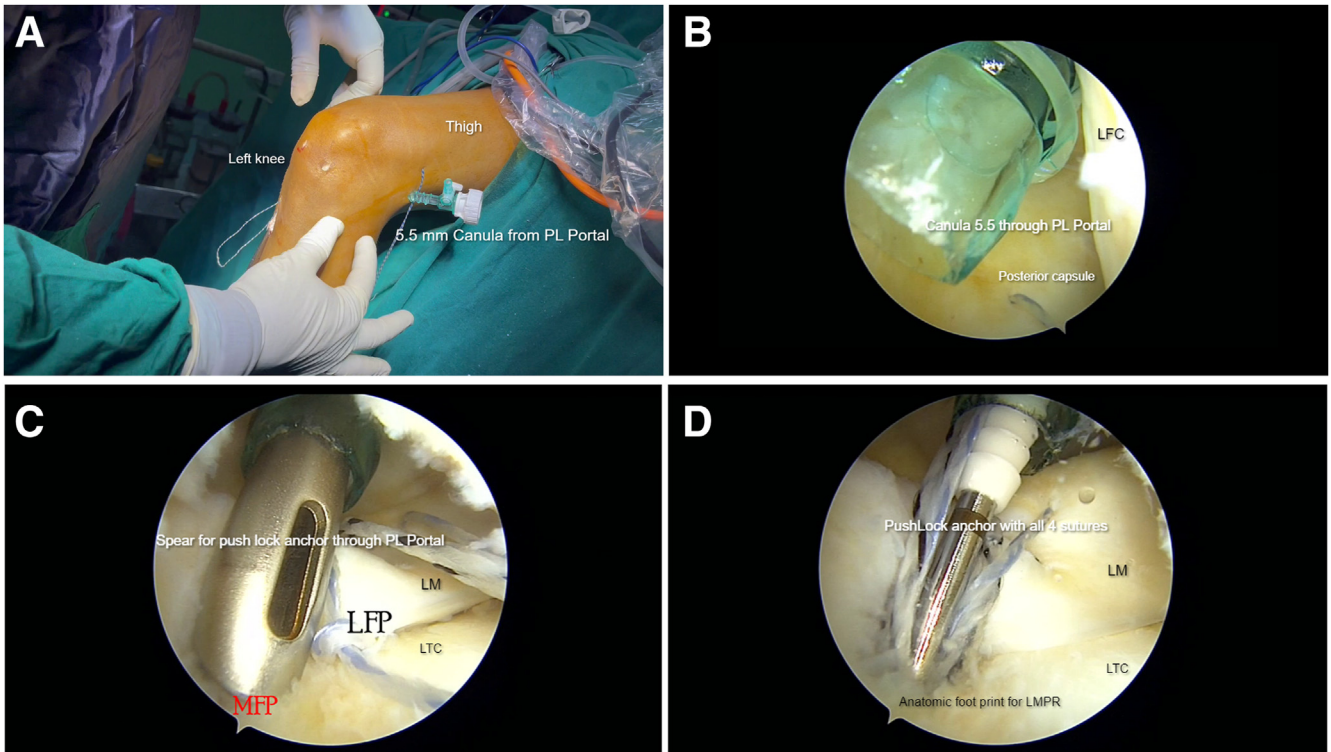 A
Thigh
Left knee
5.5 mm Canula from PL Portal
B
LFC
Canula 5.5 through PL Portal
Posterior capsule
C
Spear for push lock anchor through PL Portal
LM
LFP
LTC
MFP
D
PushLock anchor with all 4 sutures
LM
LTC
Anatomic foot print for LMPR